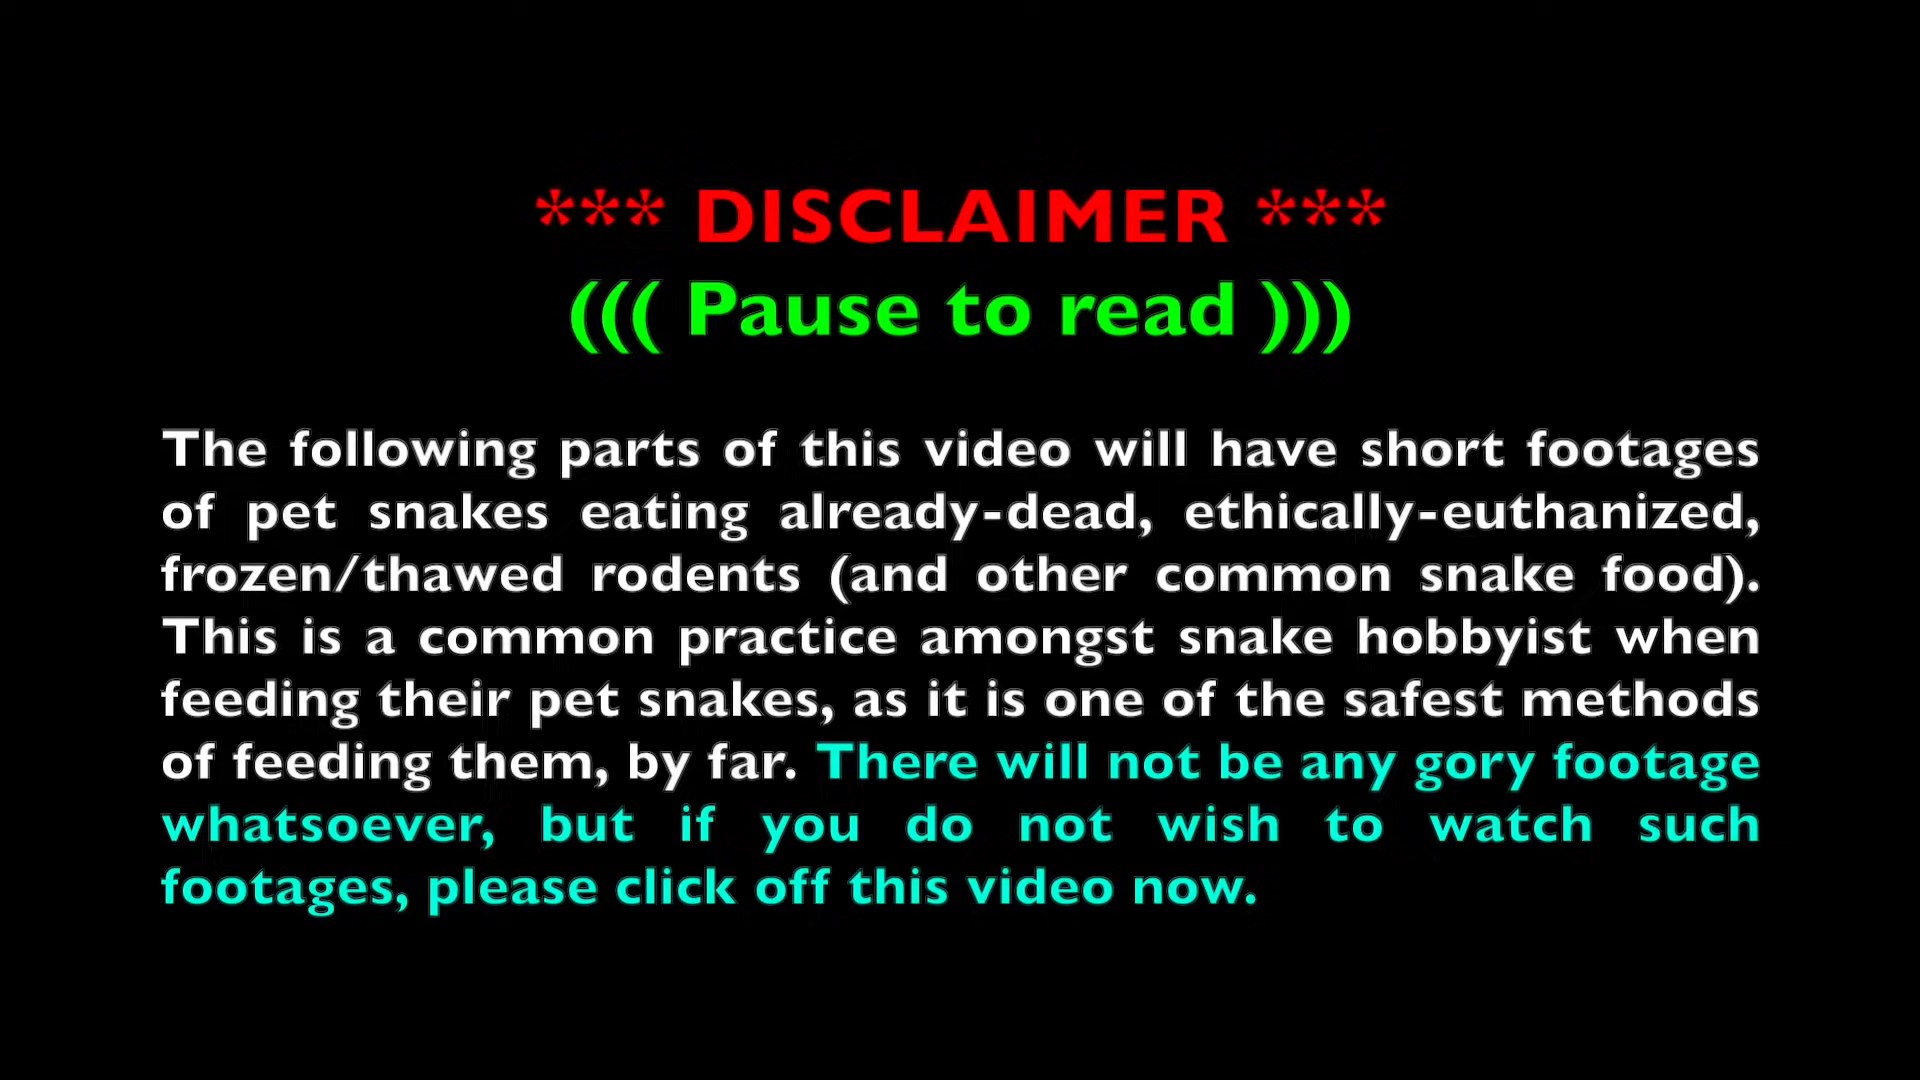 *** DISCLAIMER ***
((( Pause to read )))
The following parts of this video will have short footages
of pet snakes eating already-dead, ethically-euthanized,
frozen/thawed rodents (and other common snake food).
This is a common practice amongst snake hobbyist when
feeding their pet snakes, as it is one of the safest methods
of feeding them, by far. There will not be any gory footage
whatsoever, but if you do not wish to watch such
footages, please click off this video now.